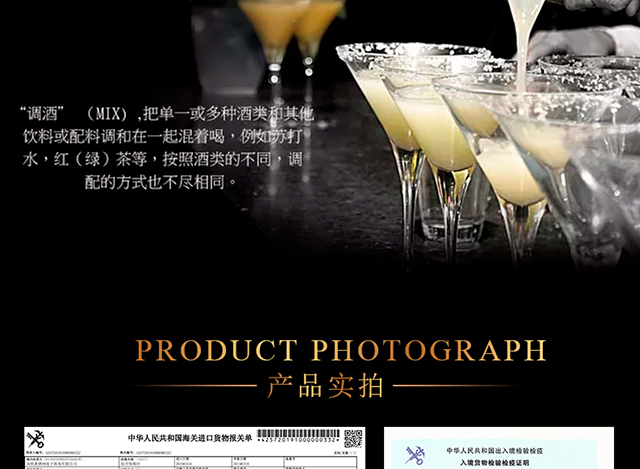 “调酒” （MIX）,把单一或多种酒类和其他
饮料或配料调和在一起混着喝，例如苏打
水，红（绿）茶等，按照酒类的不同，调
配的方式也不尽相同。
PRODUCT PHOTOGRAPH
产品实拍
中华人民共和国海关进口货物报关单
*425720191000000332*
中华人民共和国出入境检验检疫
入境货物检验检疫证明